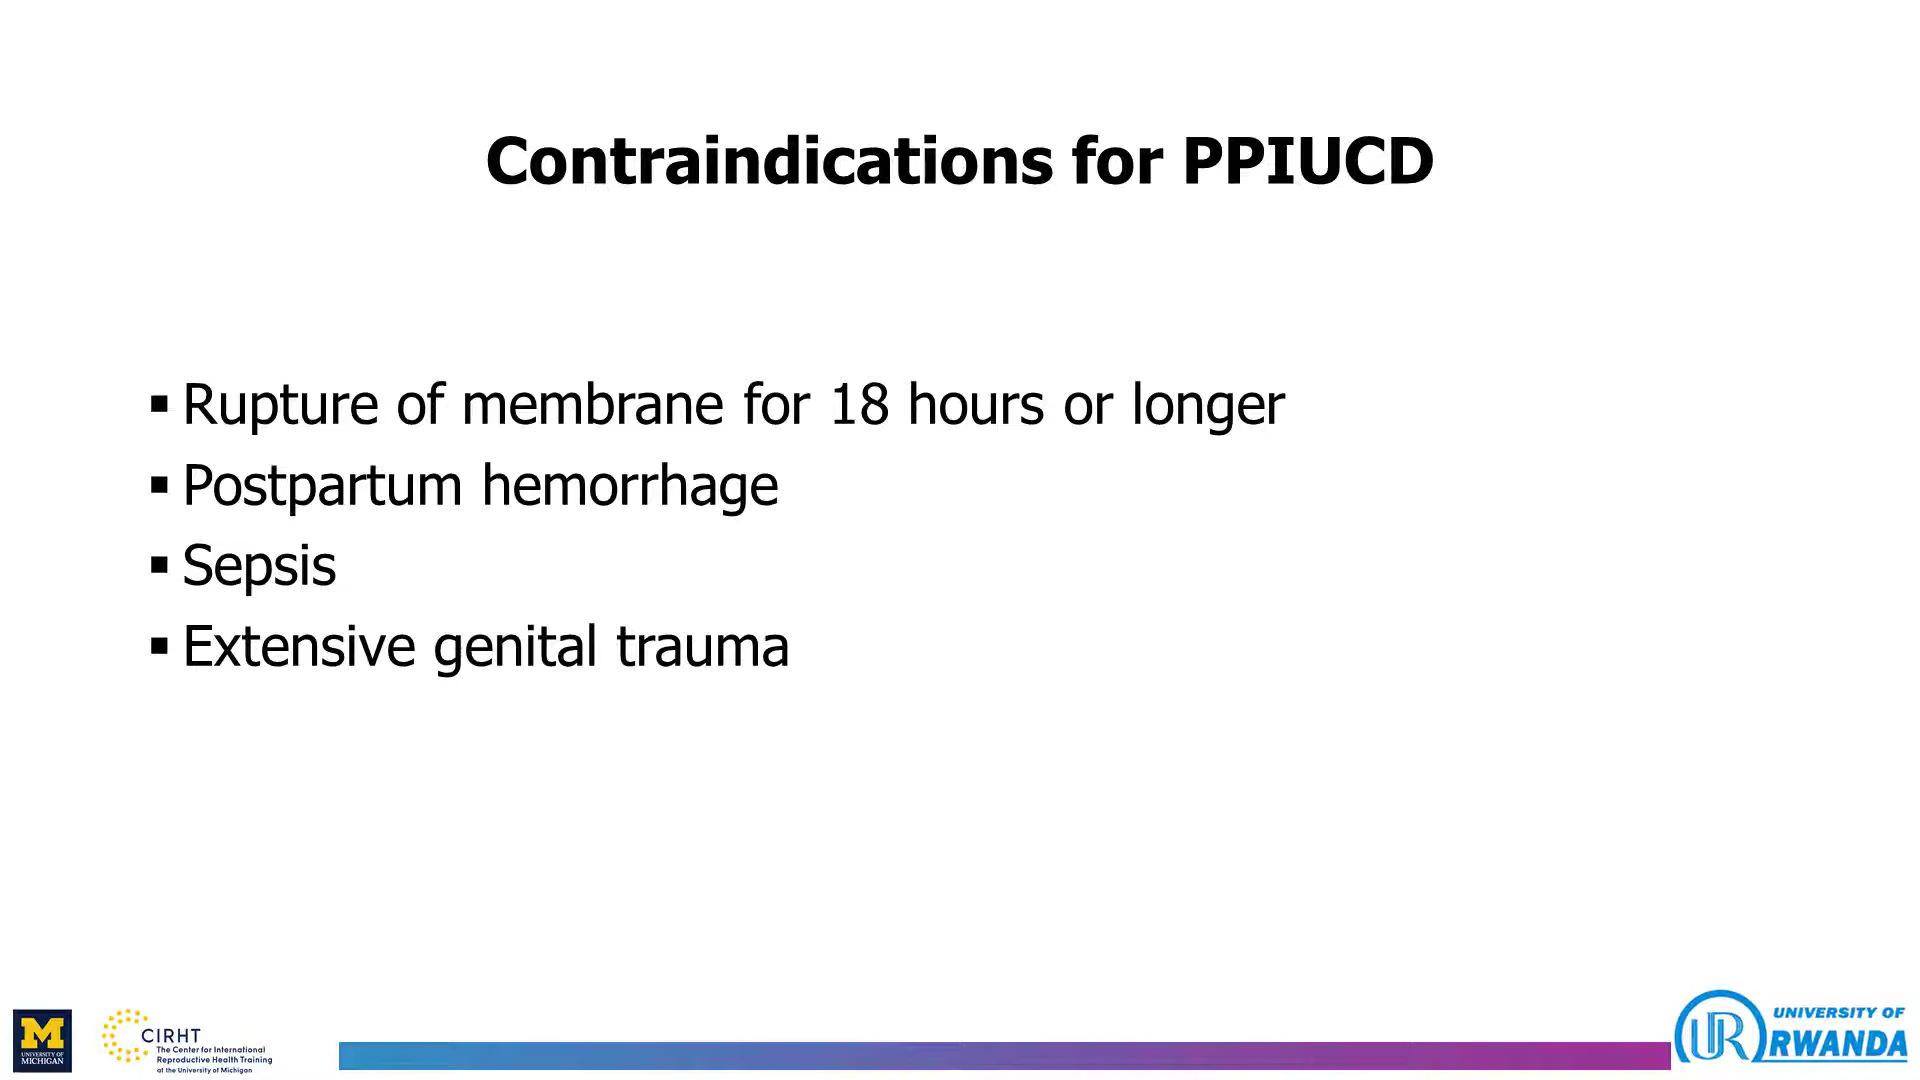 Contraindications for PPIUCD
▪ Rupture of membrane for 18 hours or longer
▪ Postpartum hemorrhage
▪ Sepsis
▪ Extensive genital trauma
M
UNIVERSITY OF
MICHIGAN
CIRHT
The Center for International
Reproductive Health Training
at the University of Michigan
UR
UNIVERSITY OF
RWANDA